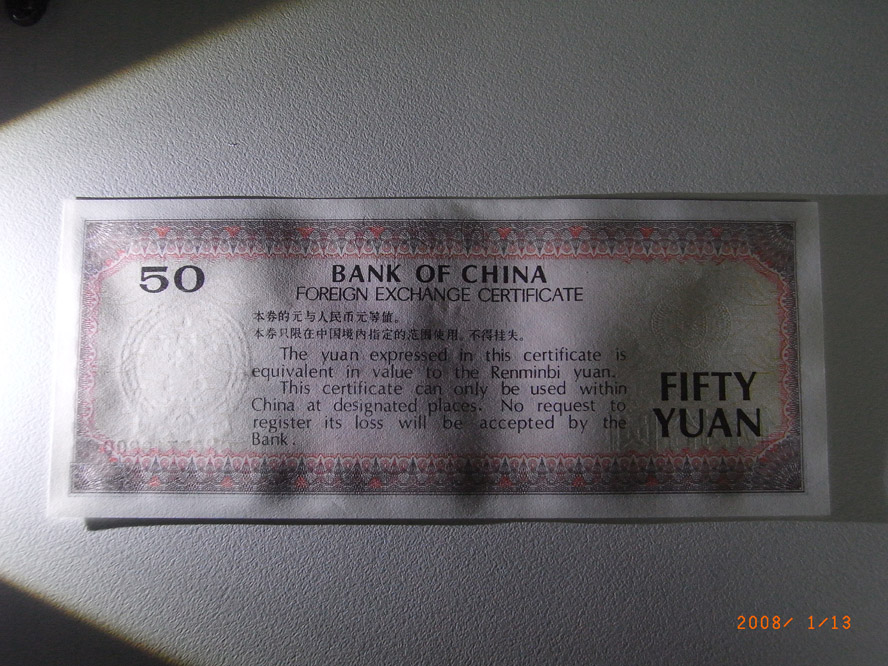 50
BANK OF CHINA
FOREIGN EXCHANGE CERTIFICATE
本券的元与人民币元等值。
本券只限在中国境内指定的范围使用。不得挂失。
The yuan expressed in this certificate is
equivalent in value to the Renminbi yuan.
This certificate can only be used within
China at designated places. No request to
register its loss will be accepted by the
Bank.
FIFTY
YUAN
2008/ 1/13